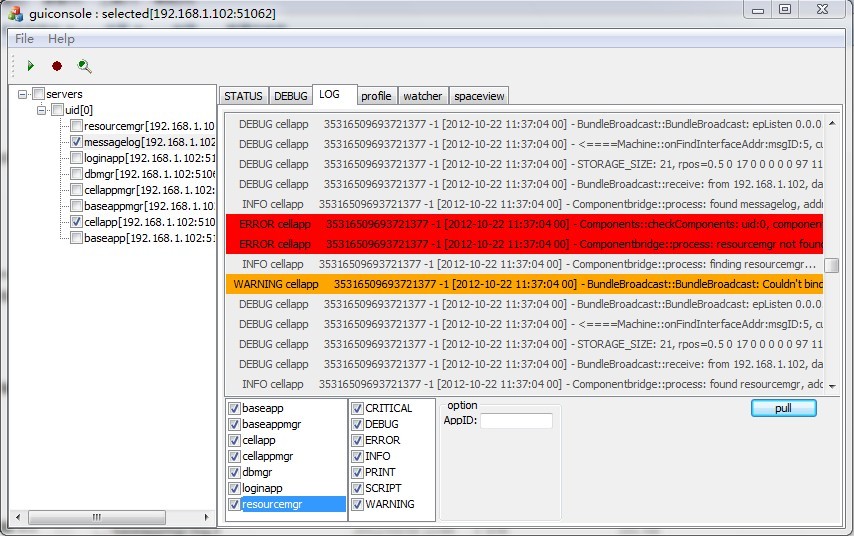 guiconsole : selected[192.168.1.102:51062]
File Help
servers
uid[0]
resourcemgr[192.168.1.10
messagelog[192.168.1.102
loginapp[192.168.1.102:51
dbmgr[192.168.1.102:5106
cellappmgr[192.168.1.102
baseappmgr[192.168.1.102
cellapp[192.168.1.102:510
baseapp[192.168.1.102:51
STATUS DEBUG LOG profile watcher spaceview
DEBUG cellapp 35316509693721377 -1 [2012-10-22 11:37:04 00] - BundleBroadcast::BundleBroadcast: epListen 0.0.0
DEBUG cellapp 35316509693721377 -1 [2012-10-22 11:37:04 00] - <====Machine::onFindInterfaceAddr:msgID:5, cu
DEBUG cellapp 35316509693721377 -1 [2012-10-22 11:37:04 00] - STORAGE_SIZE: 21, rpos=0.5 0 17 0 0 0 0 0 97 11
DEBUG cellapp 35316509693721377 -1 [2012-10-22 11:37:04 00] - BundleBroadcast::receive: from 192.168.1.102, da
INFO cellapp 35316509693721377 -1 [2012-10-22 11:37:04 00] - Componentbridge::process: found messagelog, add
ERROR cellapp 35316509693721377 -1 [2012-10-22 11:37:04 00] - Components::checkComponents: uid:0, componen
ERROR cellapp 35316509693721377 -1 [2012-10-22 11:37:04 00] - Componentbridge::process: resourcemgr not found
INFO cellapp 35316509693721377 -1 [2012-10-22 11:37:04 00] - Componentbridge::process: finding resourcemgr...
WARNING cellapp 35316509693721377 -1 [2012-10-22 11:37:04 00] - BundleBroadcast::BundleBroadcast: Couldn't bind
DEBUG cellapp 35316509693721377 -1 [2012-10-22 11:37:04 00] - BundleBroadcast::BundleBroadcast: epListen 0.0.0
DEBUG cellapp 35316509693721377 -1 [2012-10-22 11:37:04 00] - <====Machine::onFindInterfaceAddr:msgID:5, cu
DEBUG cellapp 35316509693721377 -1 [2012-10-22 11:37:04 00] - STORAGE_SIZE: 21, rpos=0.5 0 17 0 0 0 0 0 97 11
DEBUG cellapp 35316509693721377 -1 [2012-10-22 11:37:04 00] - BundleBroadcast::receive: from 192.168.1.102, da
INFO cellapp 35316509693721377 -1 [2012-10-22 11:37:04 00] - Componentbridge::process: found resourcemgr, add
baseapp
baseappmgr
cellapp
cellappmgr
dbmgr
loginapp
resourcemgr
CRITICAL
DEBUG
ERROR
INFO
PRINT
SCRIPT
WARNING
option
AppID:
pull